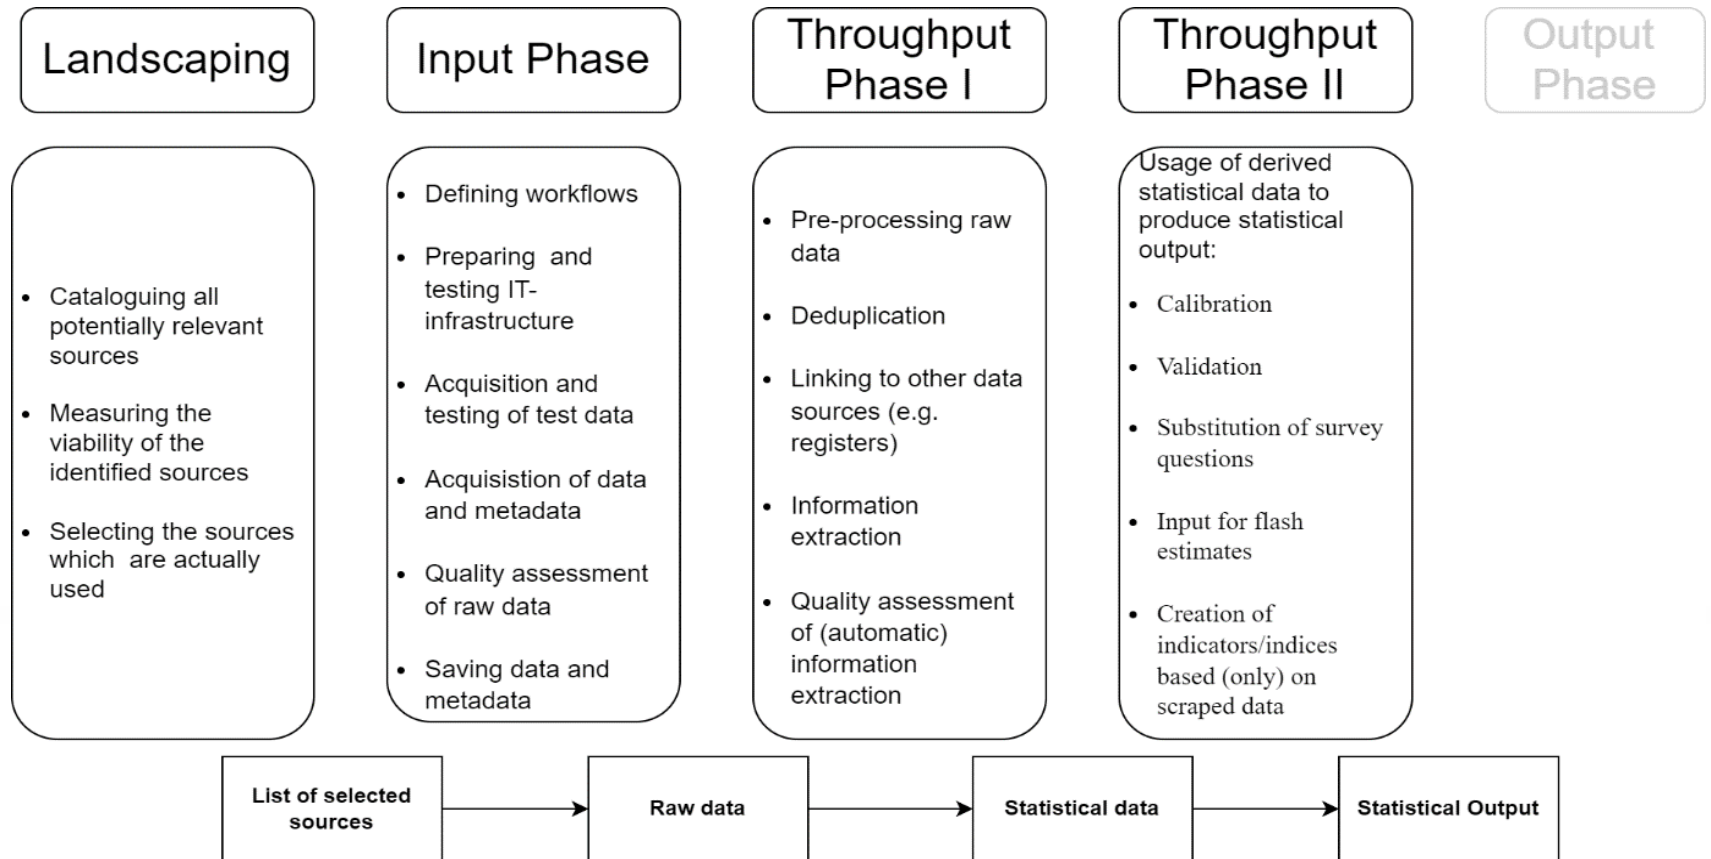 Landscaping
Input Phase
Throughput
Phase I
Throughput
Phase II
Output
Phase
• Cataloguing all
potentially relevant
sources
• Measuring the
viability of the
identified sources
• Selecting the sources
which are actually
used
• Defining workflows
• Preparing and
testing IT-
infrastructure
• Acquisition and
testing of test data
• Acquisistion of data
and metadata
• Quality assessment
of raw data
• Saving data and
metadata
• Pre-processing raw
data
• Deduplication
• Linking to other data
sources (e.g.
registers)
• Information
extraction
• Quality assessment
of (automatic)
information
extraction
Usage of derived
statistical data to
produce statistical
output:
• Calibration
• Validation
• Substitution of survey
questions
• Input for flash
estimates
• Creation of
indicators/indices
based (only) on
scraped data
List of selected
sources
Raw data
Statistical data
Statistical Output